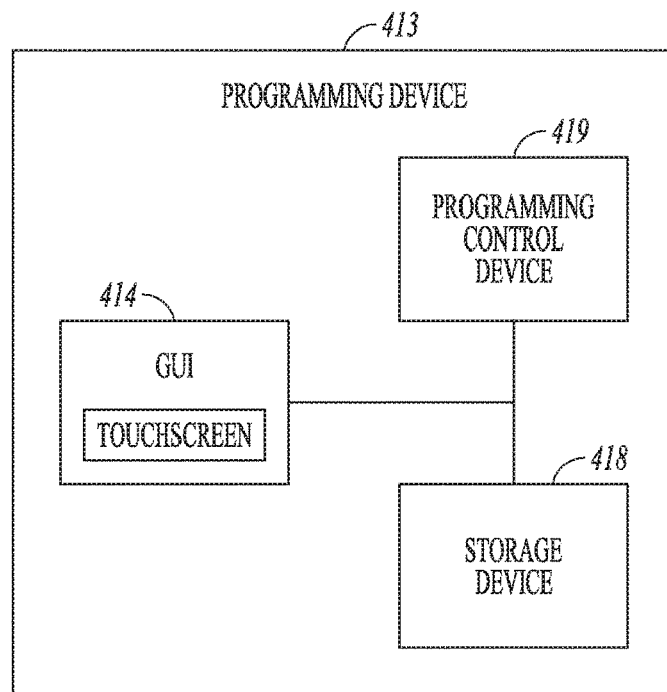 413
PROGRAMMING DEVICE
419
PROGRAMMING
CONTROL
DEVICE
414
GUI
TOUCHSCREEN
418
STORAGE
DEVICE